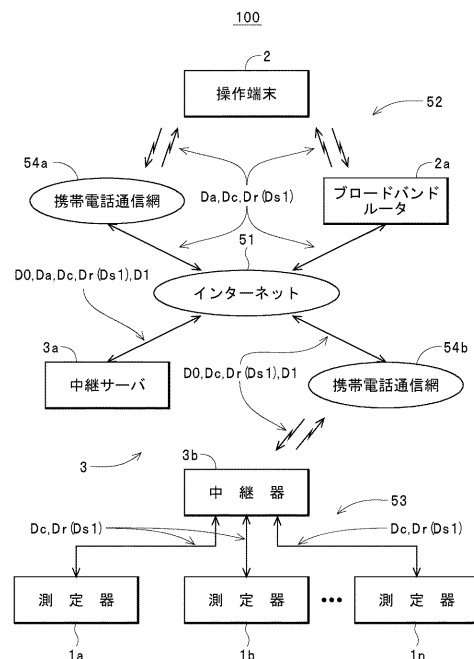 100
2
操作端末
52
54a
携帯電話通信網
Da,Dc,Dr(Ds1)
2a
ブロードバンド
ルータ
51
インターネット
D0,Da,Dc,Dr(Ds1),D1
3a
中継サーバ
D0,Dc,Dr(Ds1),D1
54b
携帯電話通信網
3
3b
中継器
53
Dc,Dr(Ds1)
Dc,Dr(Ds1)
測定器
測定器
•••
測定器
1a
1b
1n